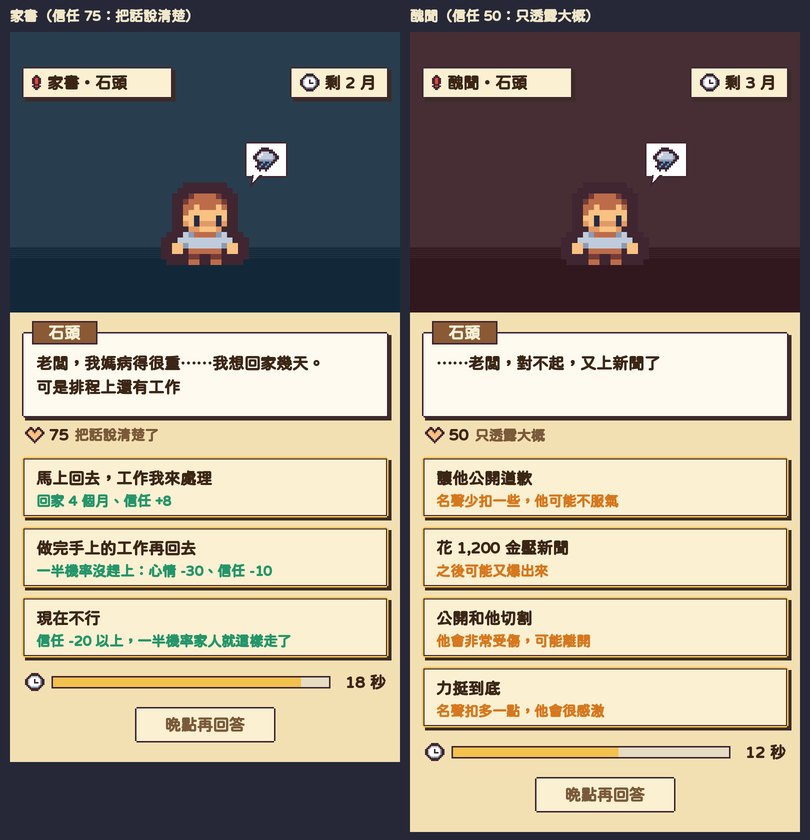 家書（信任 75：把話說清楚）
家書・石頭
剩 2 月
石頭
老闆，我媽病得很重……我想回家幾天。
可是排程上還有工作
75 把話說清楚了
馬上回去，工作我來處理
回家 4 個月、信任 +8
做完手上的工作再回去
一半機率沒趕上：心情 -30、信任 -10
現在不行
信任 -20 以上，一半機率家人就這樣走了
18 秒
晚點再回答
醜聞（信任 50：只透露大概）
醜聞・石頭
剩 3 月
石頭
……老闆，對不起，又上新聞了
50 只透露大概
讓他公開道歉
名聲少扣一些，他可能不服氣
花 1,200 金壓新聞
之後可能又爆出來
公開和他切割
他會非常受傷，可能離開
力挺到底
名聲扣多一點，他會很感激
12 秒
晚點再回答